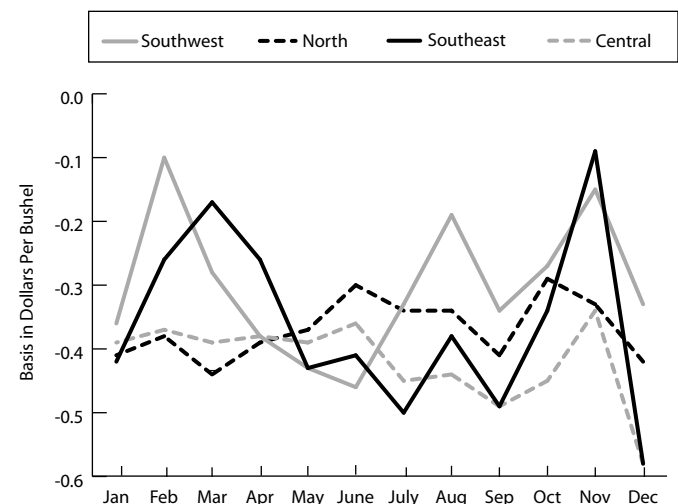 Southwest North Southeast Central
0.0
-0.1
-0.2
-0.3
-0.4
-0.5
-0.6
Basis in Dollars Per Bushel
Jan Feb Mar Apr May June July Aug Sep Oct Nov Dec